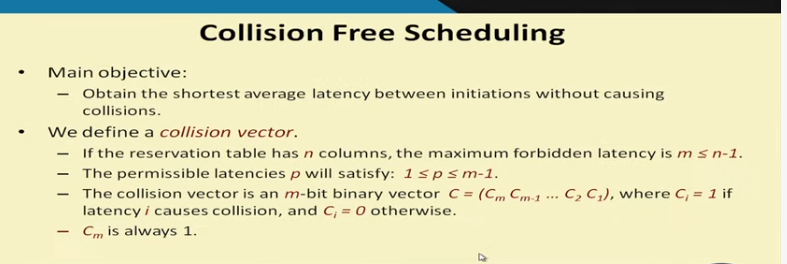 Collision Free Scheduling
• Main objective:
– Obtain the shortest average latency between initiations without causing
collisions.
• We define a collision vector.
– If the reservation table has n columns, the maximum forbidden latency is m ≤ n-1.
– The permissible latencies p will satisfy: 1 ≤ p ≤ m-1.
– The collision vector is an m-bit binary vector C = (Cₘ Cₘ₋₁ ... C₂ C₁), where Cᵢ = 1 if
latency i causes collision, and Cᵢ = 0 otherwise.
– Cₘ is always 1.